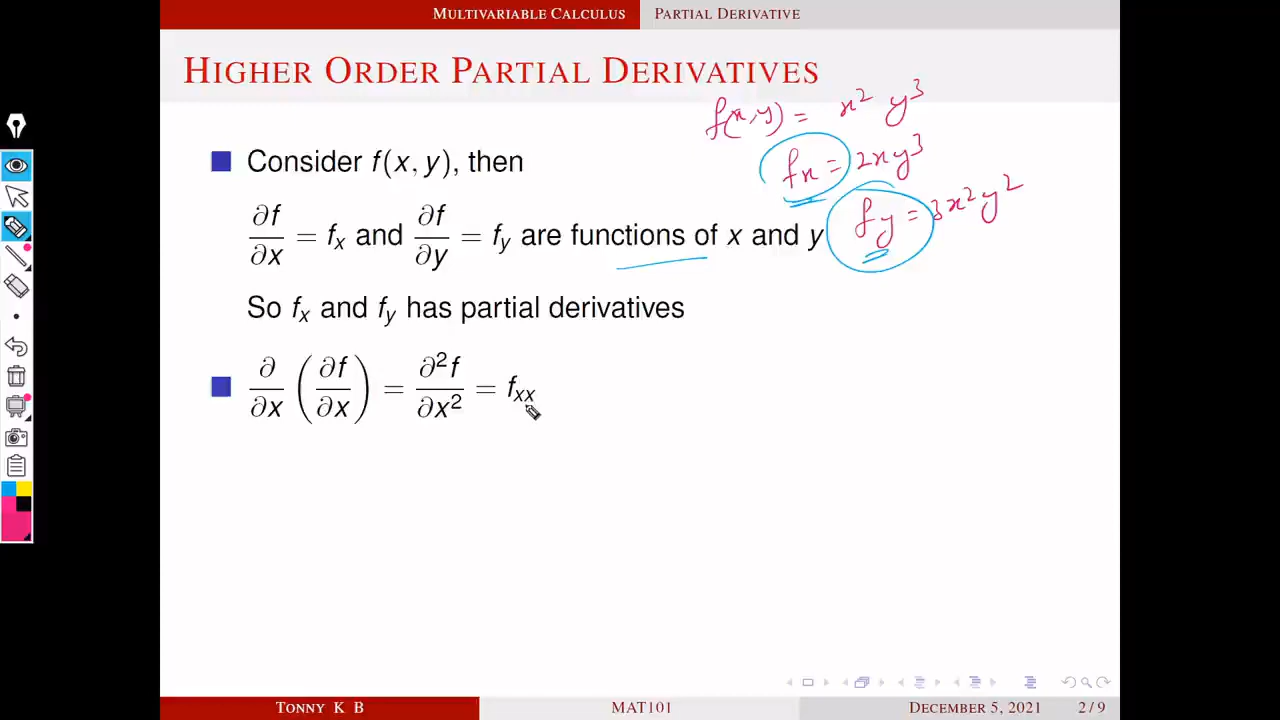 MULTIVARIABLE CALCULUS PARTIAL DERIVATIVE
HIGHER ORDER PARTIAL DERIVATIVES
f(x,y) = x² y³
Consider f(x, y), then
fx = 2xy³
∂f/∂x = fx and ∂f/∂y = fy are functions of x and y
fy = 3x²y²
So fx and fy has partial derivatives
∂/∂x (∂f/∂x) = ∂²f/∂x² = fxx
TONNY K B MAT101 DECEMBER 5, 2021 2 / 9